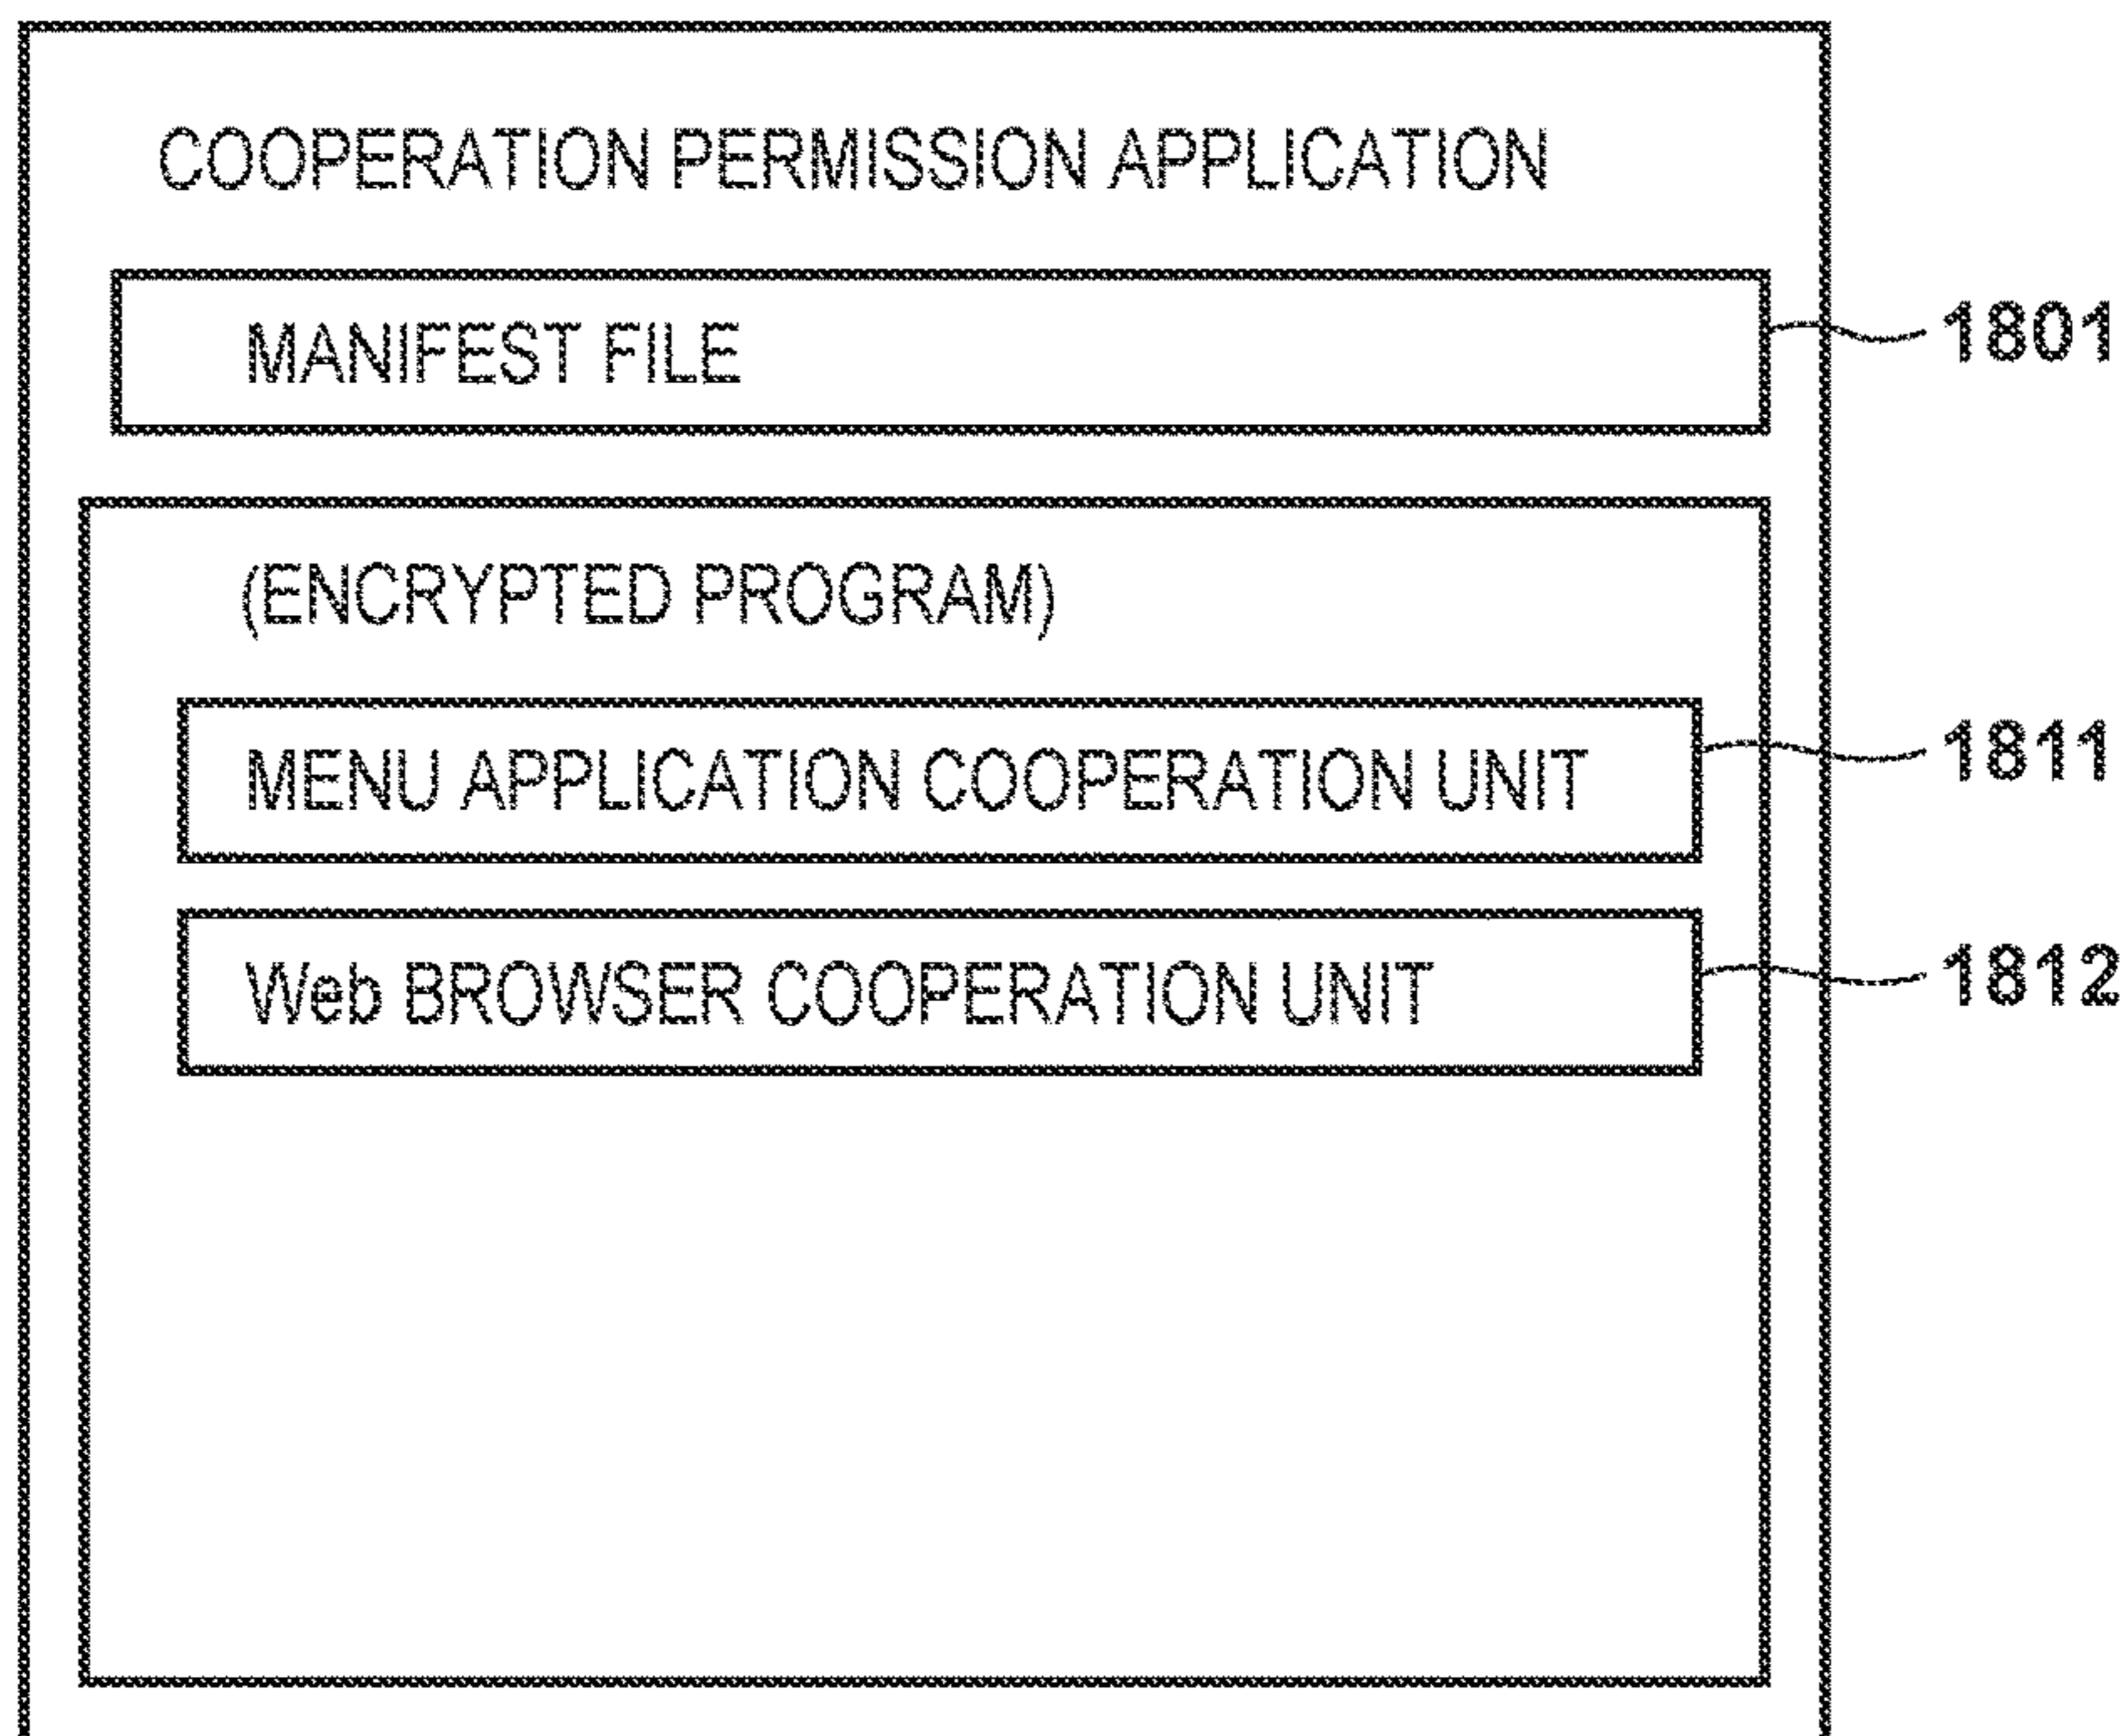 COOPERATION PERMISSION APPLICATION
MANIFEST FILE
1801
(ENCRYPTED PROGRAM)
MENU APPLICATION COOPERATION UNIT
1811
Web BROWSER COOPERATION UNIT
1812